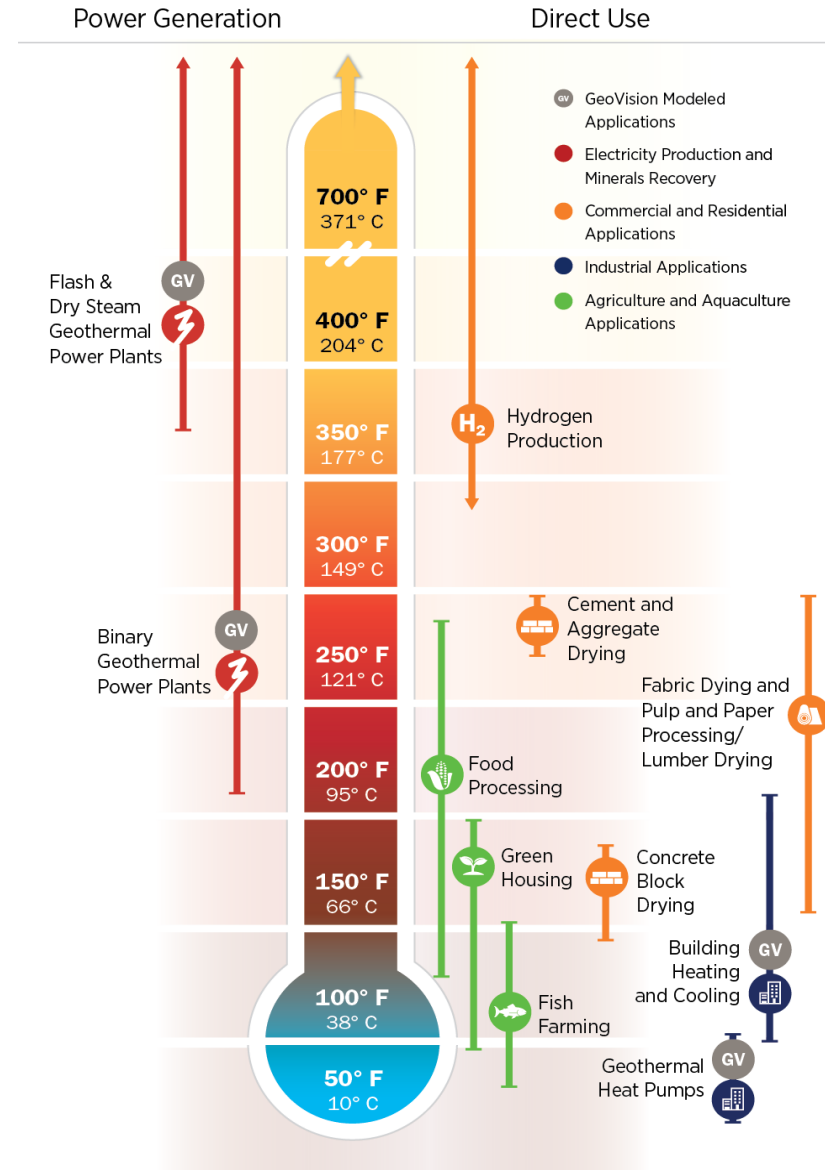 Power Generation
Direct Use
GV
GeoVision Modeled
Applications
Electricity Production and
Minerals Recovery
Commercial and Residential
Applications
Industrial Applications
Agriculture and Aquaculture
Applications
700° F
371° C
Flash &
Dry Steam
Geothermal
Power Plants
GV
400° F
204° C
350° F
177° C
H₂
Hydrogen
Production
300° F
149° C
Binary
Geothermal
Power Plants
GV
250° F
121° C
Cement and
Aggregate
Drying
Fabric Dying and
Pulp and Paper
Processing/
Lumber Drying
200° F
95° C
Food
Processing
150° F
66° C
Green
Housing
Concrete
Block
Drying
Building
Heating
and Cooling
GV
100° F
38° C
Fish
Farming
50° F
10° C
Geothermal
Heat Pumps
GV